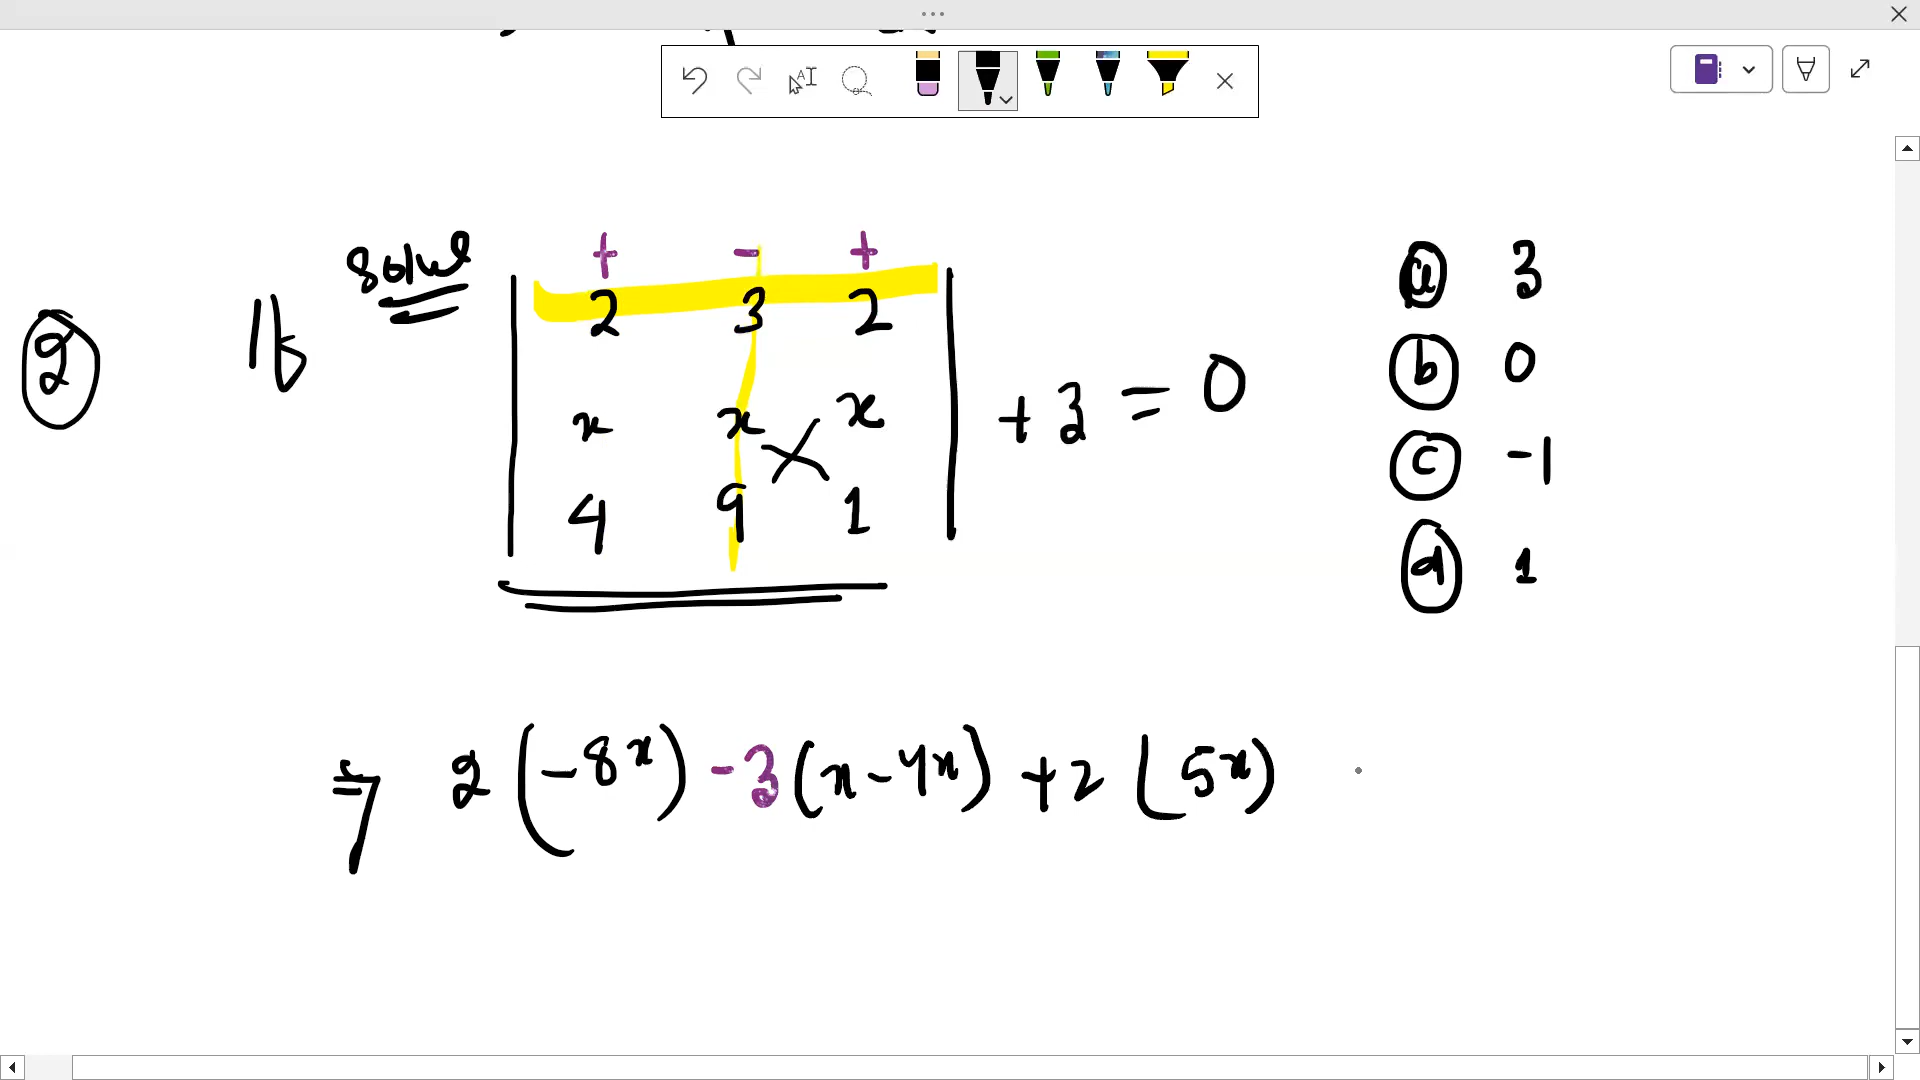 solve
+ - +
② If | 2 3 2 | + 3 = 0
| x x x |
| 4 9 1 |
ⓐ 3
ⓑ 0
ⓒ -1
ⓓ 1
⇒ 2 (-8x) -3 (x - 4x) + 2 (5x)